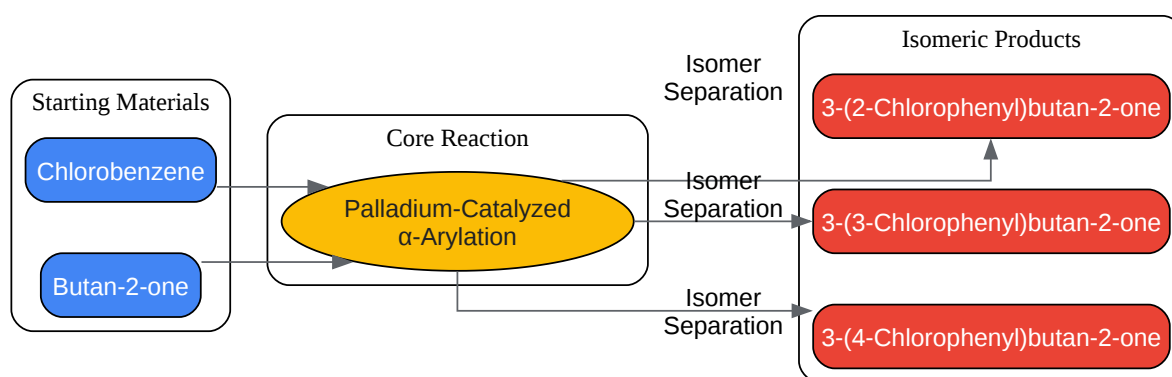 Starting Materials
Chlorobenzene
Butan-2-one
Core Reaction
Palladium-Catalyzed
α-Arylation
Isomer
Separation
Isomer
Separation
Isomer
Separation
Isomeric Products
3-(2-Chlorophenyl)butan-2-one
3-(3-Chlorophenyl)butan-2-one
3-(4-Chlorophenyl)butan-2-one